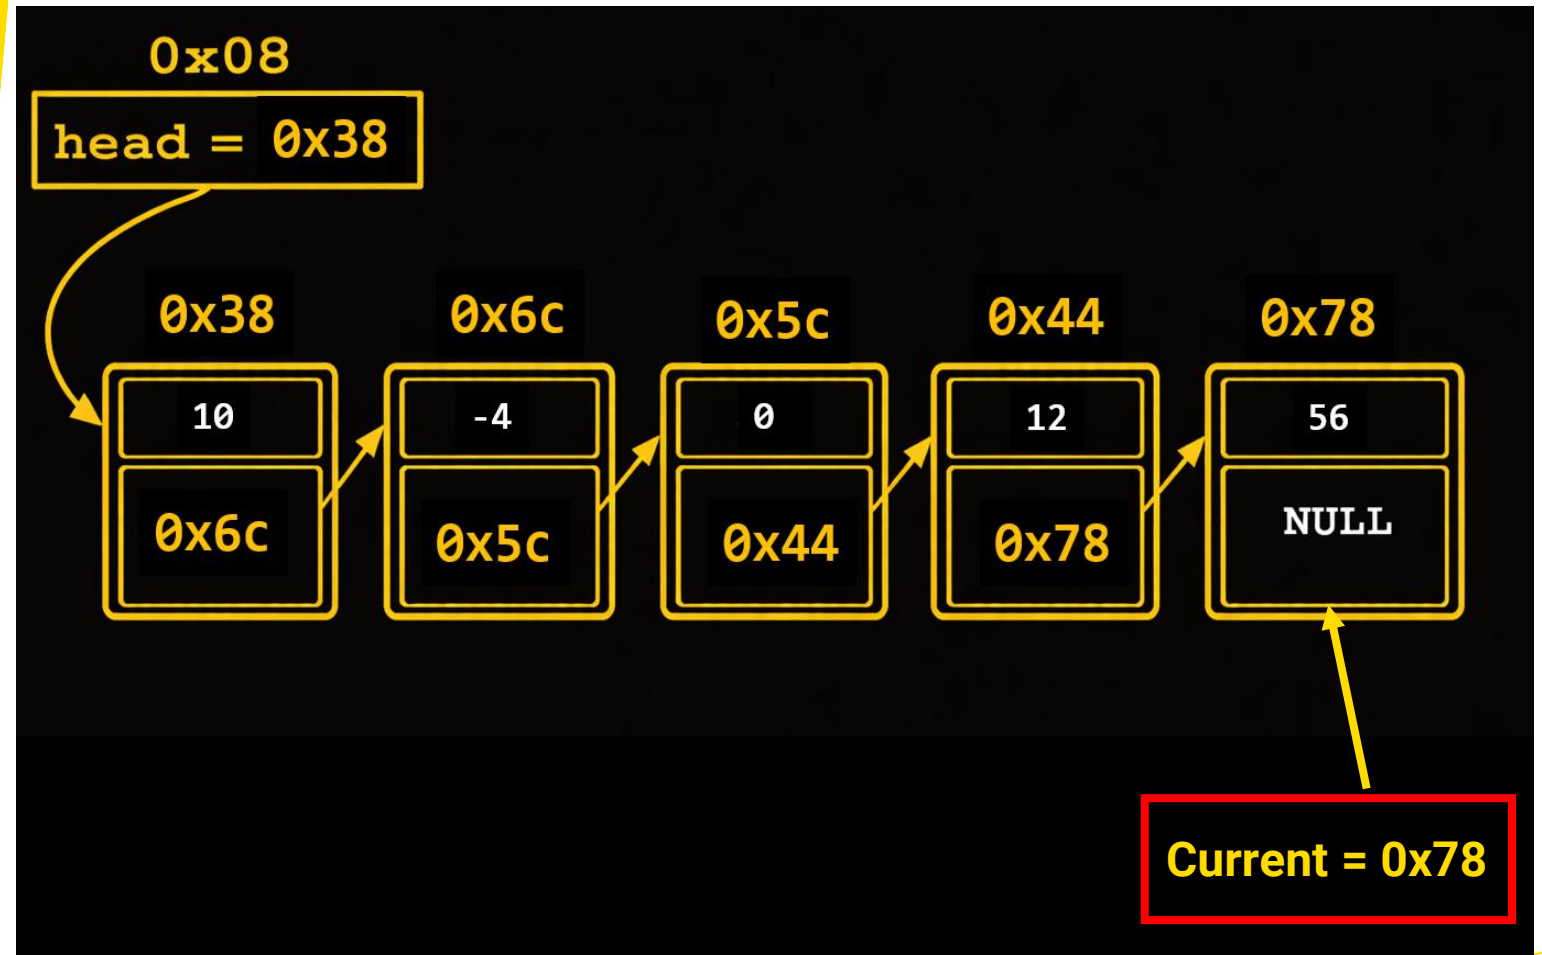 0x08
head = 0x38
0x38 0x6c 0x5c 0x44 0x78
10 -4 0 12 56
0x6c 0x5c 0x44 0x78 NULL
Current = 0x78